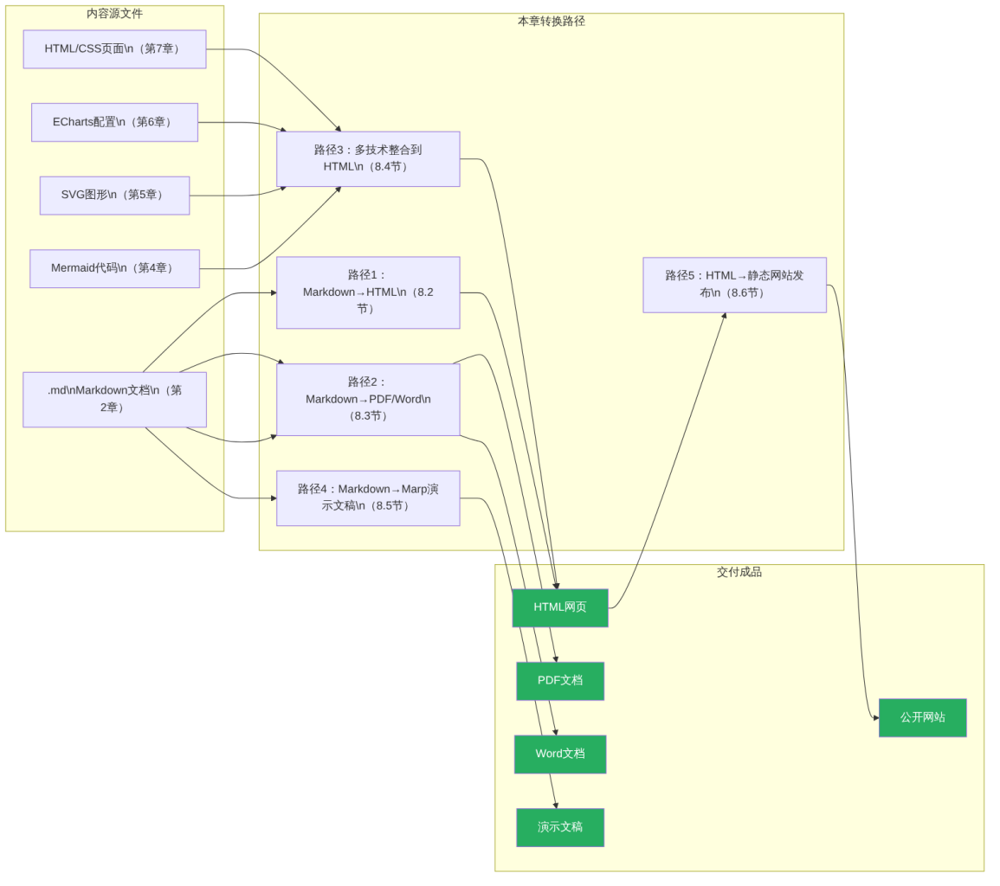 内容源文件
HTML/CSS页面\n（第7章）
ECharts配置\n（第6章）
SVG图形\n（第5章）
Mermaid代码\n（第4章）
.md\nMarkdown文档\n（第
2章）
本章转换路径
路径3：多技术整合到
HTML\n（8.4节）
路径1：
Markdown→HTML\n（8.2
节）
路径2：
Markdown→PDF/Word\n
（8.3节）
路径4：Markdown→Marp演
示文稿\n（8.5节）
路径5：HTML→静态网站发
布\n（8.6节）
交付成品
HTML网页
PDF文档
Word文档
演示文稿
公开网站